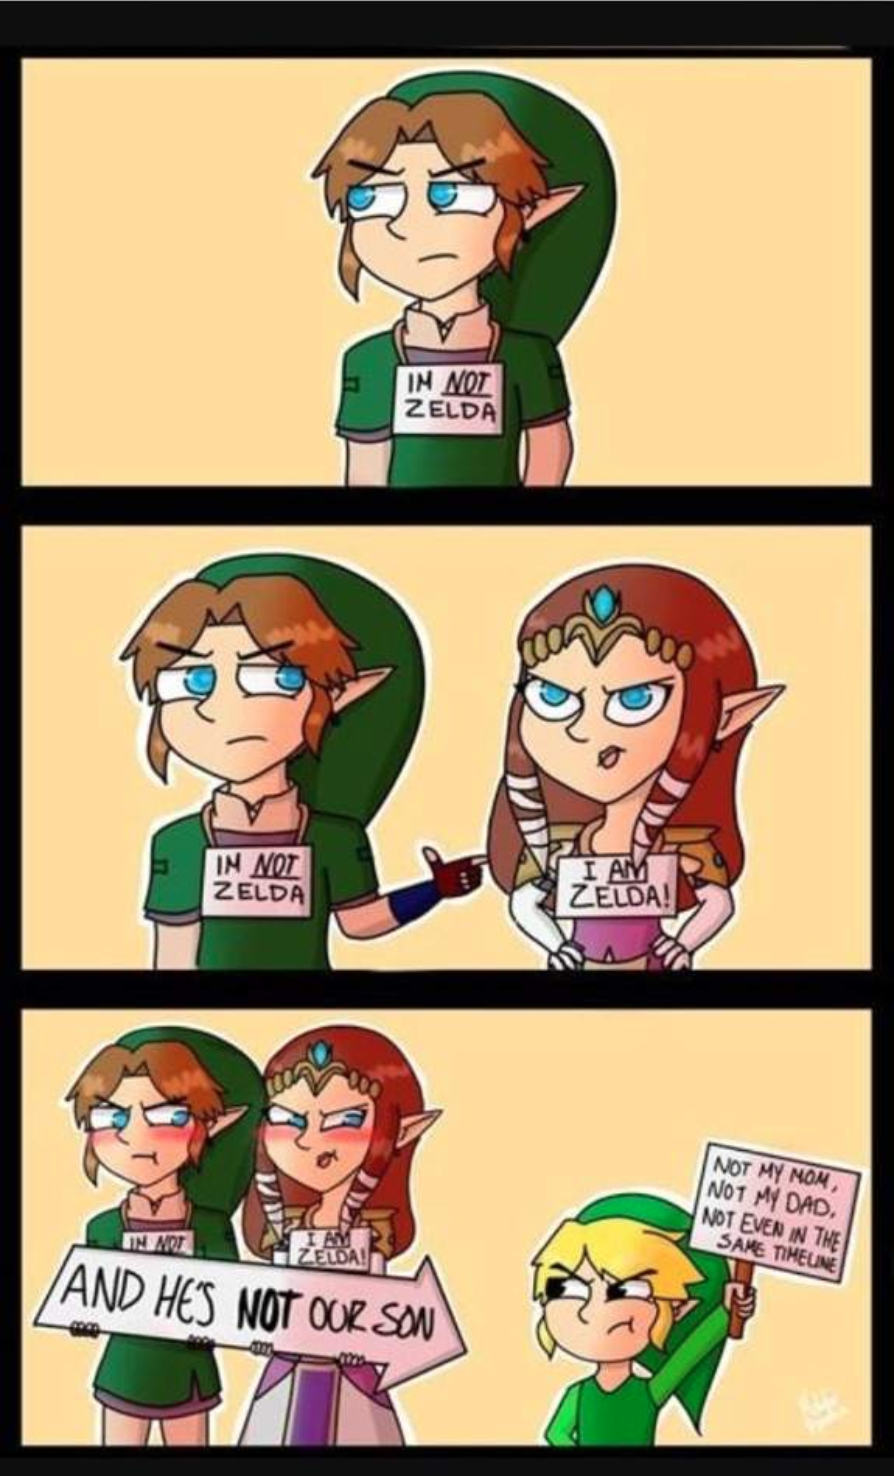 IM NOT
ZELDA
IM NOT
ZELDA
I AM
ZELDA!
IM NOT
I AM
ZELDA!
AND HE'S NOT OUR SON
NOT MY MOM,
NOT MY DAD,
NOT EVEN IN THE
SAME TIMELINE